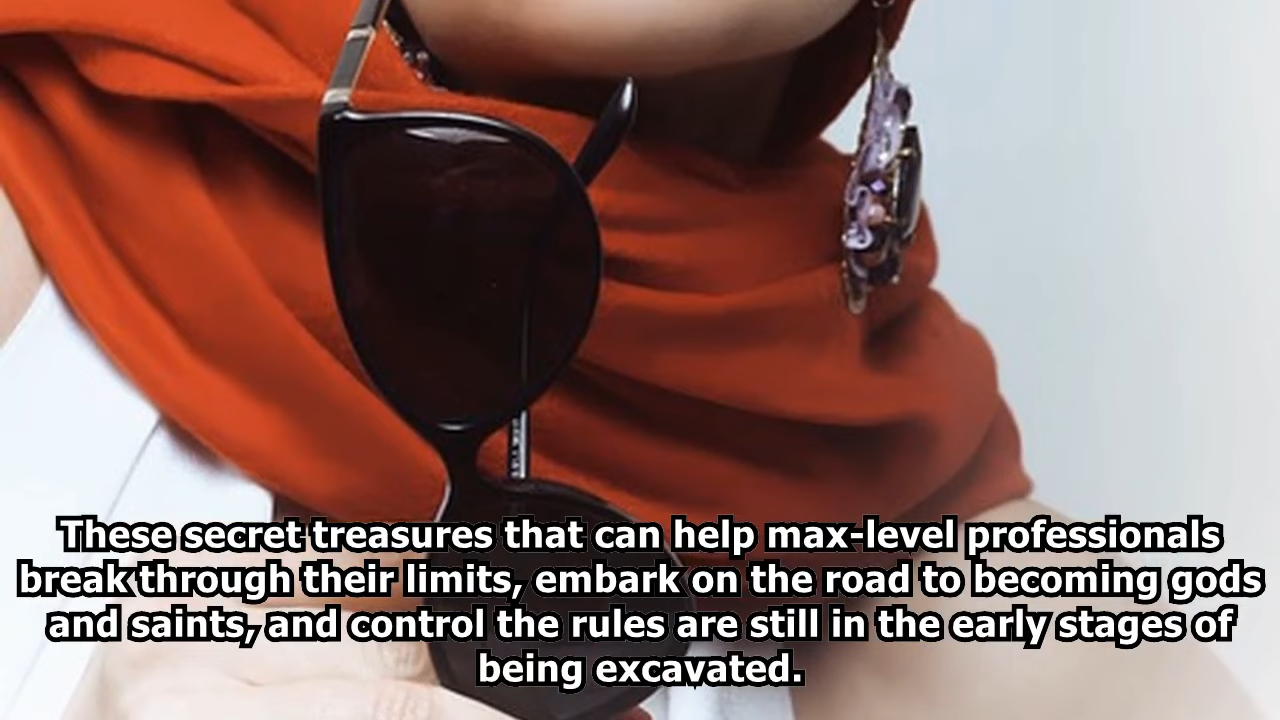 These secret treasures that can help max-level professionals
break through their limits, embark on the road to becoming gods
and saints, and control the rules are still in the early stages of
being excavated.